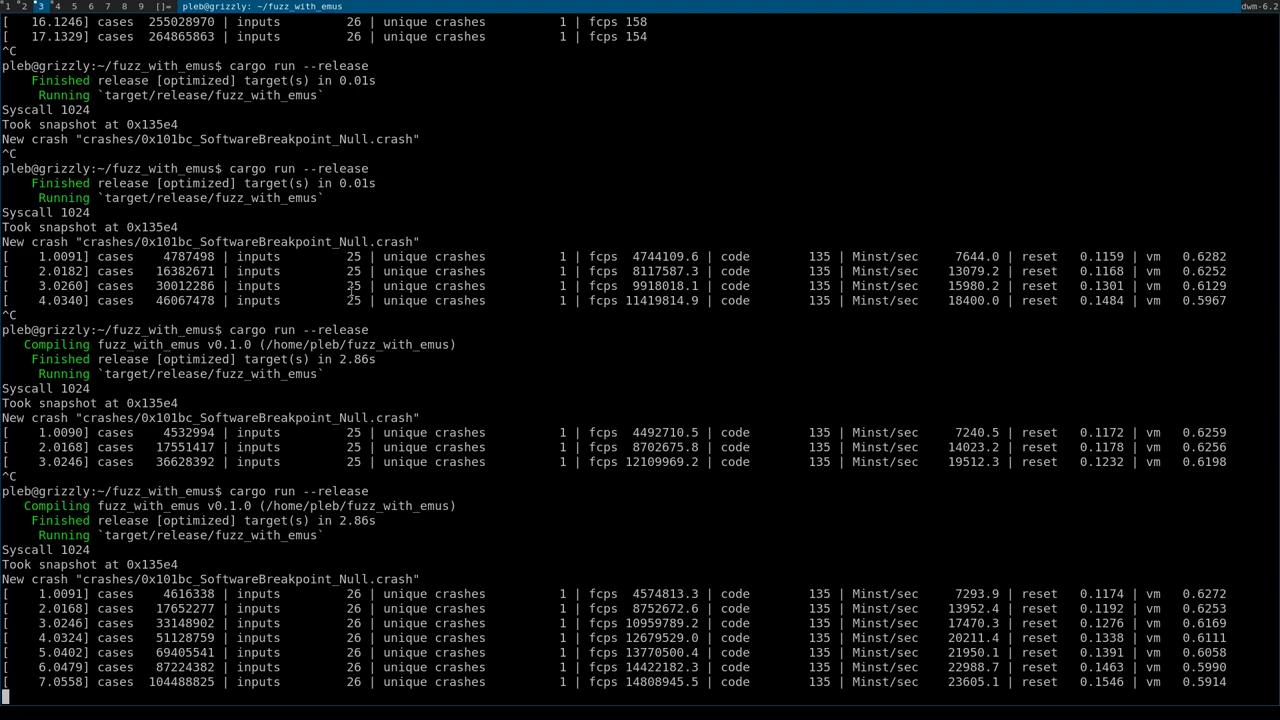 1 2 3 4 5 6 7 8 9 []= pleb@grizzly: ~/fuzz_with_emus dwm-6.2
[ 16.1246] cases 255028970 | inputs 26 | unique crashes 1 | fcps 158
[ 17.1329] cases 264865863 | inputs 26 | unique crashes 1 | fcps 154
^C
pleb@grizzly:~/fuzz_with_emus$ cargo run --release
Finished release [optimized] target(s) in 0.01s
Running `target/release/fuzz_with_emus`
Syscall 1024
Took snapshot at 0x135e4
New crash "crashes/0x101bc_SoftwareBreakpoint_Null.crash"
^C
pleb@grizzly:~/fuzz_with_emus$ cargo run --release
Finished release [optimized] target(s) in 0.01s
Running `target/release/fuzz_with_emus`
Syscall 1024
Took snapshot at 0x135e4
New crash "crashes/0x101bc_SoftwareBreakpoint_Null.crash"
[ 1.0091] cases 4787498 | inputs 25 | unique crashes 1 | fcps 4744109.6 | code 135 | Minst/sec 7644.0 | reset 0.1159 | vm 0.6282
[ 2.0182] cases 16382671 | inputs 25 | unique crashes 1 | fcps 8117587.3 | code 135 | Minst/sec 13079.2 | reset 0.1168 | vm 0.6252
[ 3.0260] cases 30012286 | inputs 25 | unique crashes 1 | fcps 9918018.1 | code 135 | Minst/sec 15980.2 | reset 0.1301 | vm 0.6129
[ 4.0340] cases 46067478 | inputs 25 | unique crashes 1 | fcps 11419814.9 | code 135 | Minst/sec 18400.0 | reset 0.1484 | vm 0.5967
^C
pleb@grizzly:~/fuzz_with_emus$ cargo run --release
Compiling fuzz_with_emus v0.1.0 (/home/pleb/fuzz_with_emus)
Finished release [optimized] target(s) in 2.86s
Running `target/release/fuzz_with_emus`
Syscall 1024
Took snapshot at 0x135e4
New crash "crashes/0x101bc_SoftwareBreakpoint_Null.crash"
[ 1.0090] cases 4532994 | inputs 25 | unique crashes 1 | fcps 4492710.5 | code 135 | Minst/sec 7240.5 | reset 0.1172 | vm 0.6259
[ 2.0168] cases 17551417 | inputs 25 | unique crashes 1 | fcps 8702675.8 | code 135 | Minst/sec 14023.2 | reset 0.1178 | vm 0.6256
[ 3.0246] cases 36628392 | inputs 25 | unique crashes 1 | fcps 12109969.2 | code 135 | Minst/sec 19512.3 | reset 0.1232 | vm 0.6198
^C
pleb@grizzly:~/fuzz_with_emus$ cargo run --release
Compiling fuzz_with_emus v0.1.0 (/home/pleb/fuzz_with_emus)
Finished release [optimized] target(s) in 2.86s
Running `target/release/fuzz_with_emus`
Syscall 1024
Took snapshot at 0x135e4
New crash "crashes/0x101bc_SoftwareBreakpoint_Null.crash"
[ 1.0091] cases 4616338 | inputs 26 | unique crashes 1 | fcps 4574813.3 | code 135 | Minst/sec 7293.9 | reset 0.1174 | vm 0.6272
[ 2.0168] cases 17652277 | inputs 26 | unique crashes 1 | fcps 8752672.6 | code 135 | Minst/sec 13952.4 | reset 0.1192 | vm 0.6253
[ 3.0246] cases 33148902 | inputs 26 | unique crashes 1 | fcps 10959789.2 | code 135 | Minst/sec 17470.3 | reset 0.1276 | vm 0.6169
[ 4.0324] cases 51128759 | inputs 26 | unique crashes 1 | fcps 12679529.0 | code 135 | Minst/sec 20211.4 | reset 0.1338 | vm 0.6111
[ 5.0402] cases 69405541 | inputs 26 | unique crashes 1 | fcps 13770500.4 | code 135 | Minst/sec 21950.1 | reset 0.1391 | vm 0.6058
[ 6.0479] cases 87224382 | inputs 26 | unique crashes 1 | fcps 14422182.3 | code 135 | Minst/sec 22988.7 | reset 0.1463 | vm 0.5990
[ 7.0558] cases 104488825 | inputs 26 | unique crashes 1 | fcps 14808945.5 | code 135 | Minst/sec 23605.1 | reset 0.1546 | vm 0.5914